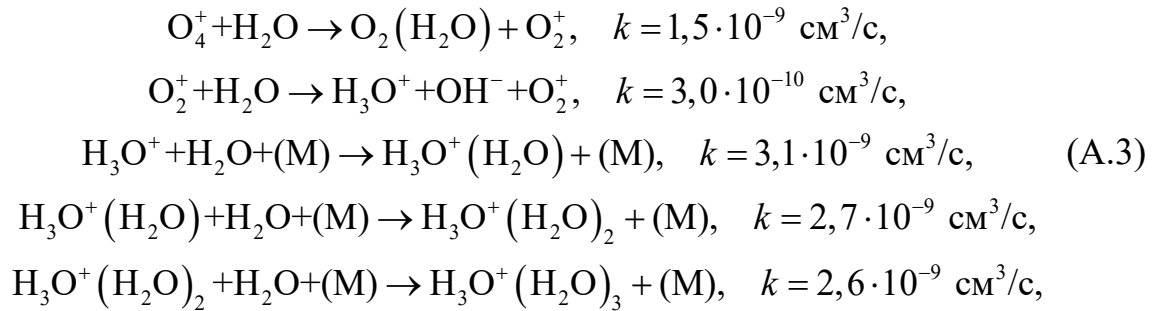 O₄⁺+H₂O→O₂(H₂O)+O₂⁺, k=1,5·10⁻⁹ см³/с,
O₂⁺+H₂O→H₃O⁺+OH⁻+O₂⁺, k=3,0·10⁻¹⁰ см³/с,
H₃O⁺+H₂O+(M)→H₃O⁺(H₂O)+(M), k=3,1·10⁻⁹ см³/с, (А.3)
H₃O⁺(H₂O)+H₂O+(M)→H₃O⁺(H₂O)₂+(M), k=2,7·10⁻⁹ см³/с,
H₃O⁺(H₂O)₂+H₂O+(M)→H₃O⁺(H₂O)₃+(M), k=2,6·10⁻⁹ см³/с,